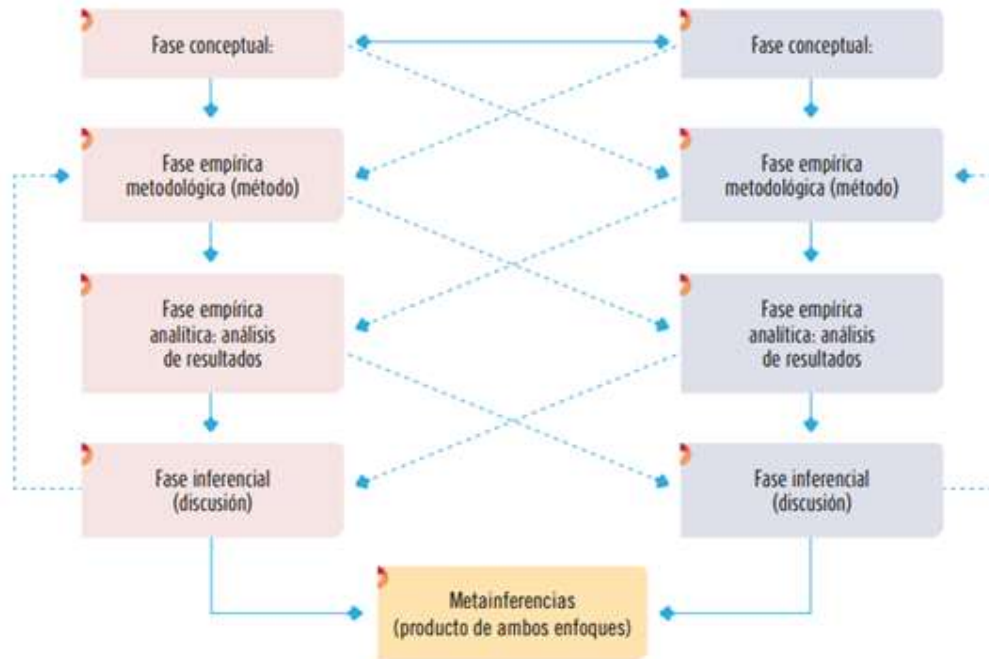 Fase conceptual:
Fase conceptual:
Fase empírica
metodológica (método)
Fase empírica
metodológica (método)
Fase empírica
analítica: análisis
de resultados
Fase empírica
analítica: análisis
de resultados
Fase inferencial
(discusión)
Fase inferencial
(discusión)
Metainferencias
(producto de ambos enfoques)